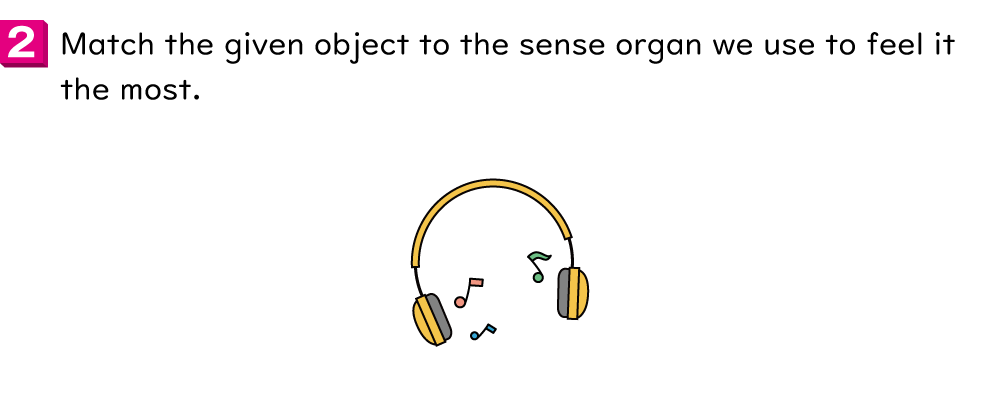 2 Match the given object to the sense organ we use to feel it
the most.